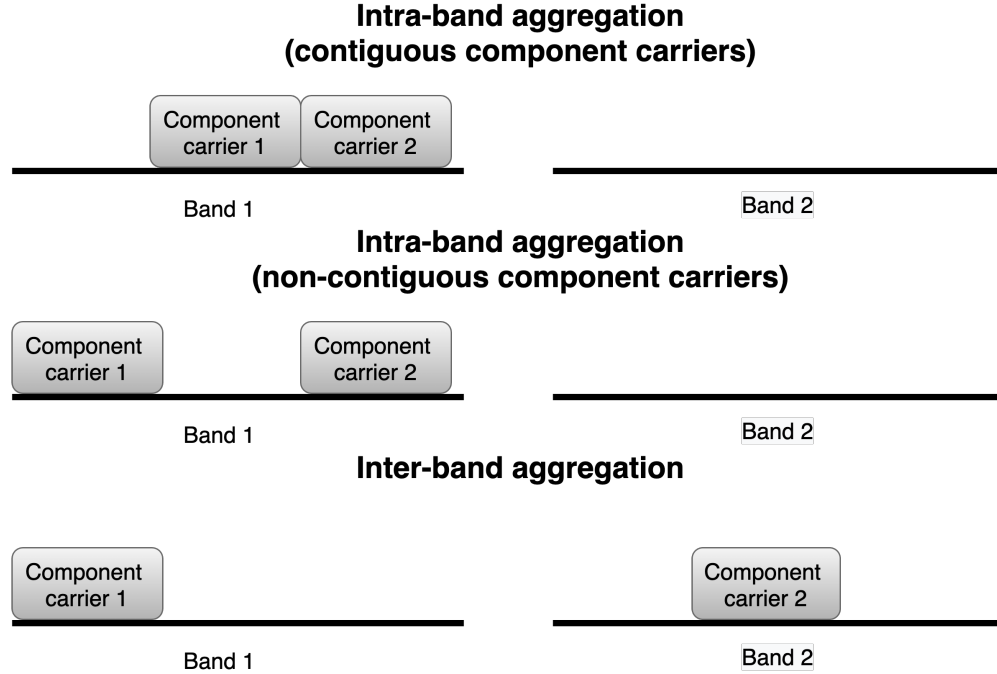 Intra-band aggregation
(contiguous component carriers)
Component
carrier 1
Component
carrier 2
Band 1
Band 2
Intra-band aggregation
(non-contiguous component carriers)
Component
carrier 1
Component
carrier 2
Band 1
Band 2
Inter-band aggregation
Component
carrier 1
Component
carrier 2
Band 1
Band 2